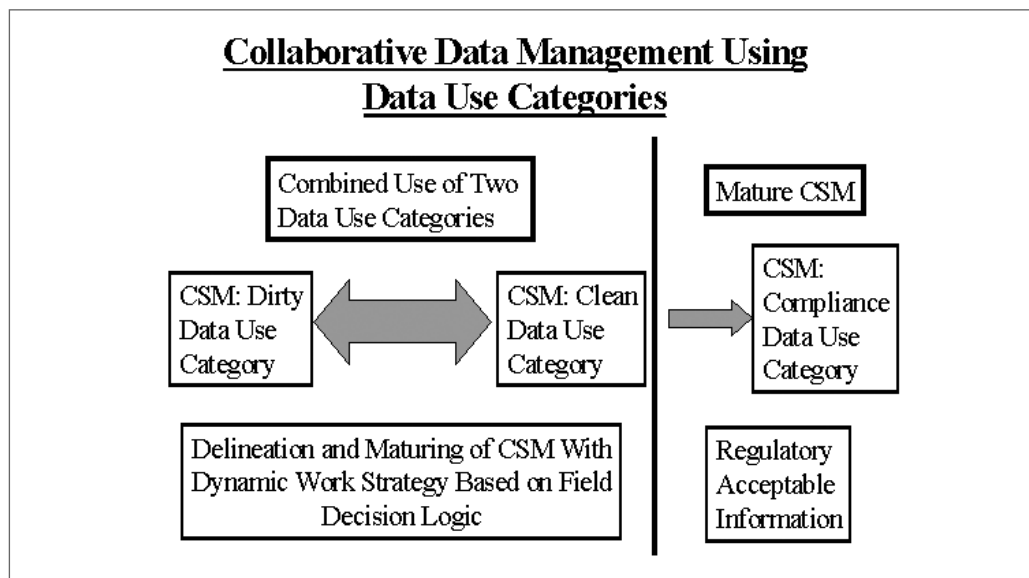 Collaborative Data Management Using
Data Use Categories
Combined Use of Two
Data Use Categories
Mature CSM
CSM: Dirty
Data Use
Category
CSM: Clean
Data Use
Category
CSM:
Compliance
Data Use
Category
Delineation and Maturing of CSM With
Dynamic Work Strategy Based on Field
Decision Logic
Regulatory
Acceptable
Information